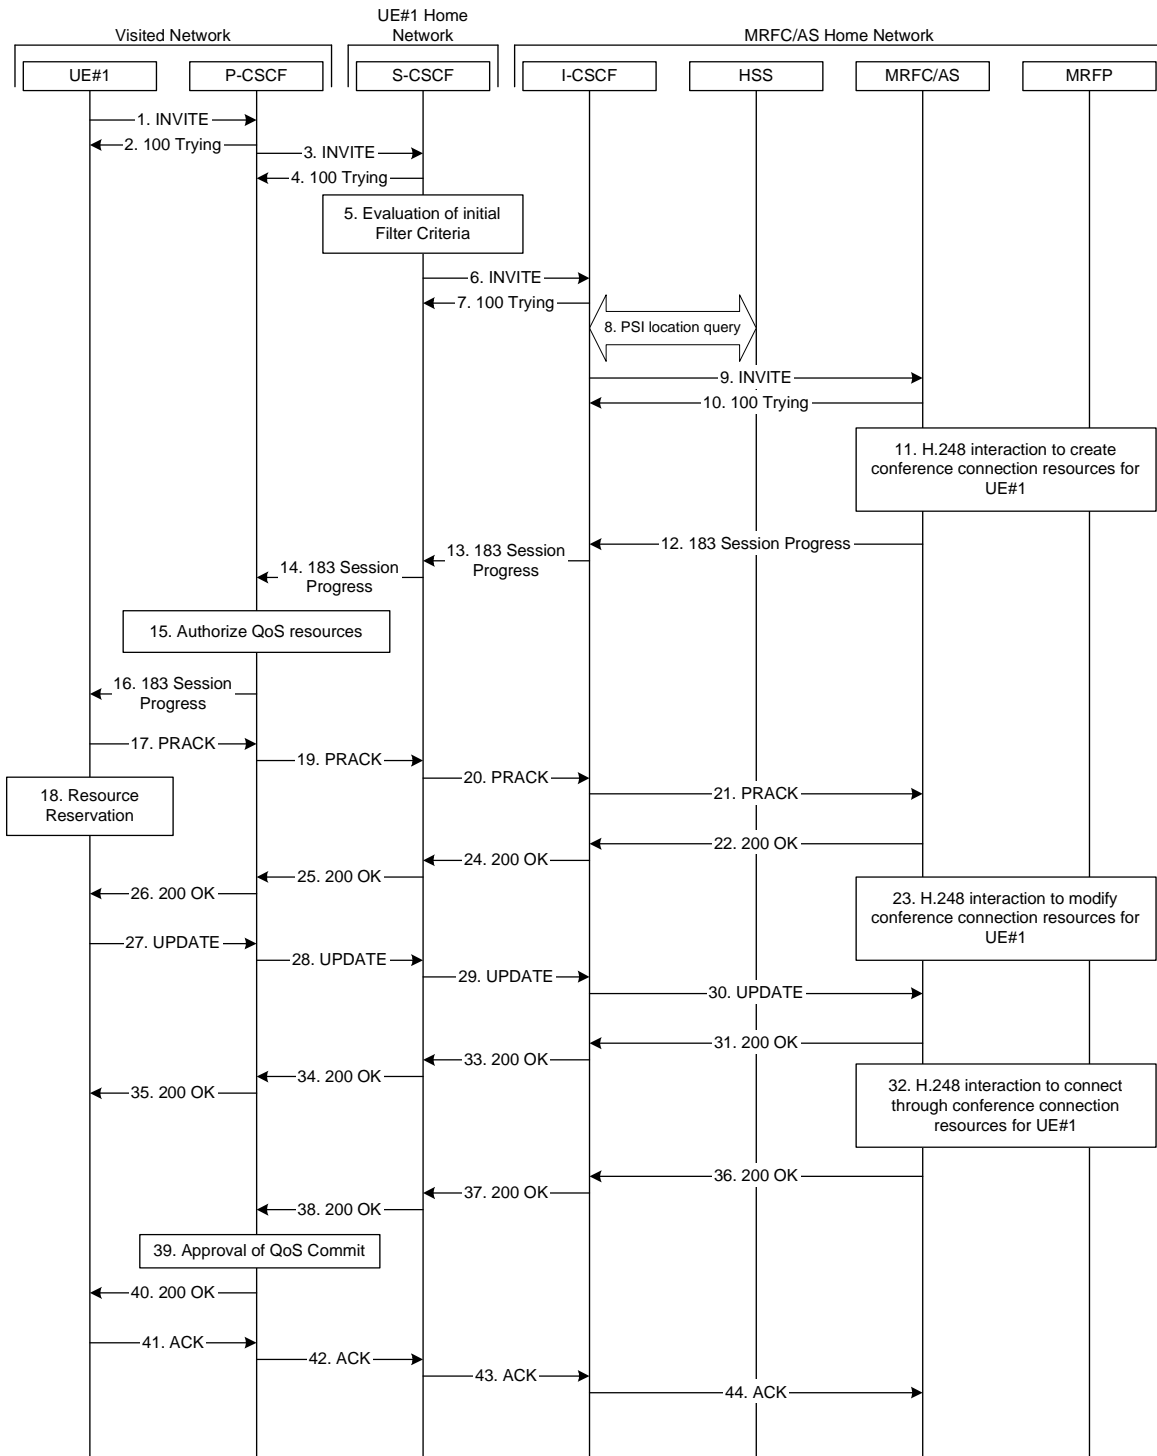 UE#1 Home
Network
Visited Network
MRFC/AS Home Network
UE#1
P-CSCF
S-CSCF
I-CSCF
HSS
MRFC/AS
MRFP
1. INVITE
2. 100 Trying
3. INVITE
4. 100 Trying
5. Evaluation of initial
Filter Criteria
6. INVITE
7. 100 Trying
8. PSI location query
9. INVITE
10. 100 Trying
11. H.248 interaction to create
conference connection resources for
UE#1
12. 183 Session Progress
13. 183 Session
Progress
14. 183 Session
Progress
15. Authorize QoS resources
16. 183 Session
Progress
17. PRACK
19. PRACK
20. PRACK
21. PRACK
18. Resource
Reservation
22. 200 OK
24. 200 OK
25. 200 OK
26. 200 OK
23. H.248 interaction to modify
conference connection resources for
UE#1
27. UPDATE
28. UPDATE
29. UPDATE
30. UPDATE
31. 200 OK
33. 200 OK
34. 200 OK
35. 200 OK
32. H.248 interaction to connect
through conference connection
resources for UE#1
36. 200 OK
37. 200 OK
38. 200 OK
39. Approval of QoS Commit
40. 200 OK
41. ACK
42. ACK
43. ACK
44. ACK